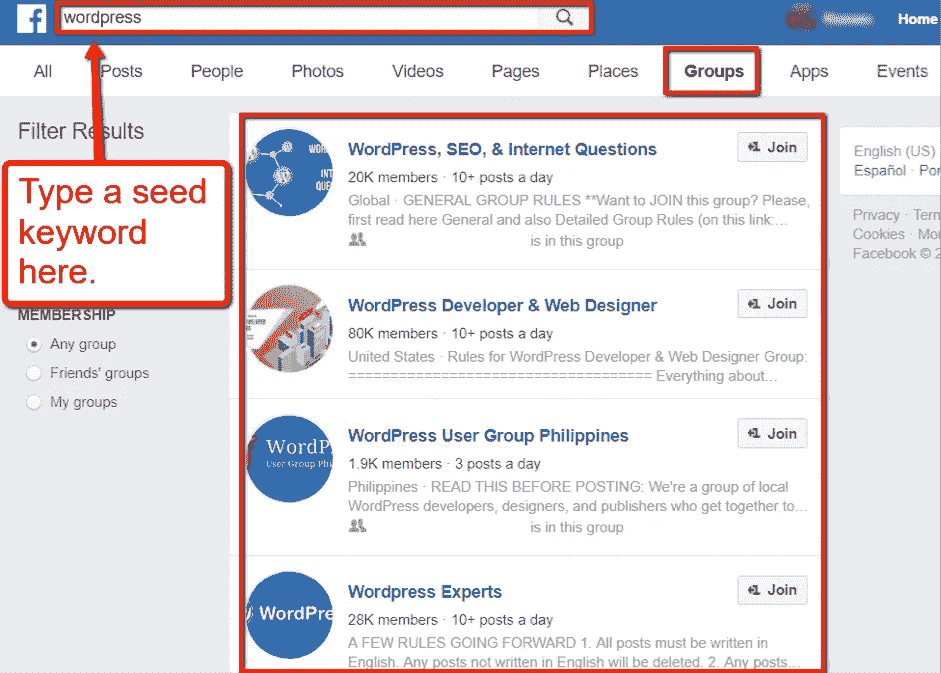 wordpress
Home
All Posts People Photos Videos Pages Places Groups Apps Events
Filter Results
Type a seed
keyword
here.
MEMBERSHIP
Any group
Friends' groups
My groups
WordPress, SEO, & Internet Questions
Join
20K members · 10+ posts a day
Global · GENERAL GROUP RULES **Want to JOIN this group? Please,
first read here General and also Detailed Group Rules (on this link:...
is in this group
WordPress Developer & Web Designer
Join
80K members · 10+ posts a day
United States · Rules for WordPress Developer & Web Designer Group:
===================================== Everything about...
WordP
User Group Phi
WordPress User Group Philippines
Join
1.9K members · 3 posts a day
Philippines · READ THIS BEFORE POSTING: We're a group of local
WordPress developers, designers, and publishers who get together to...
is in this group
WordPre
Wordpress Experts
Join
28K members · 10+ posts a day
A FEW RULES GOING FORWARD 1. All posts must be written in
English. Any posts not written in English will be deleted. 2. Any posts...
English (US)
Español · Por
Privacy · Tern
Cookies · Mor
Facebook © 2